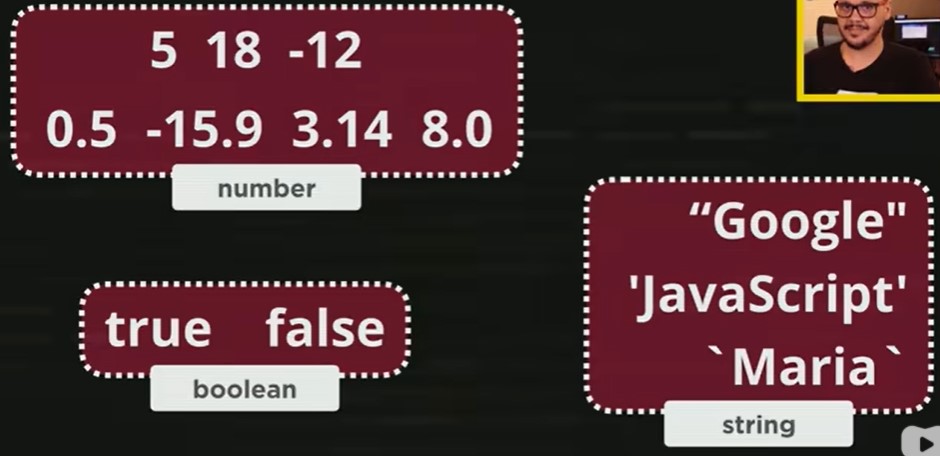 5 18 -12
0.5 -15.9 3.14 8.0
number
true false
boolean
“Google"
'JavaScript'
`Maria`
string